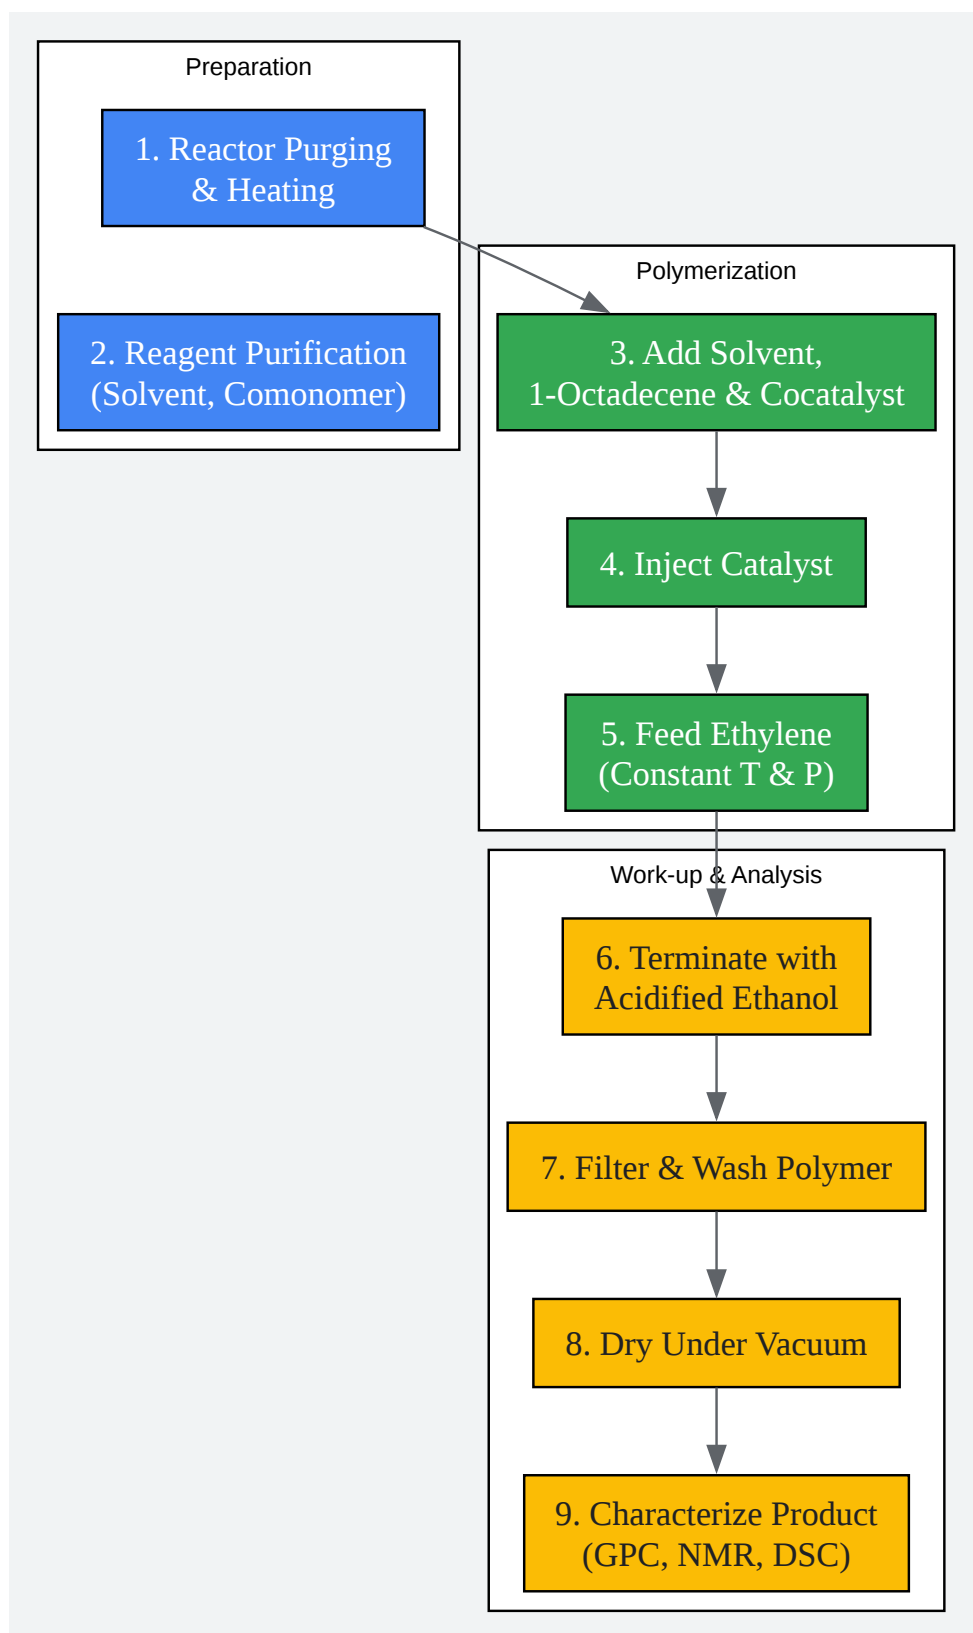 Preparation
1. Reactor Purging
& Heating
2. Reagent Purification
(Solvent, Comonomer)
Polymerization
3. Add Solvent,
1-Octadecene & Cocatalyst
4. Inject Catalyst
5. Feed Ethylene
(Constant T & P)
Work-up & Analysis
6. Terminate with
Acidified Ethanol
7. Filter & Wash Polymer
8. Dry Under Vacuum
9. Characterize Product
(GPC, NMR, DSC)